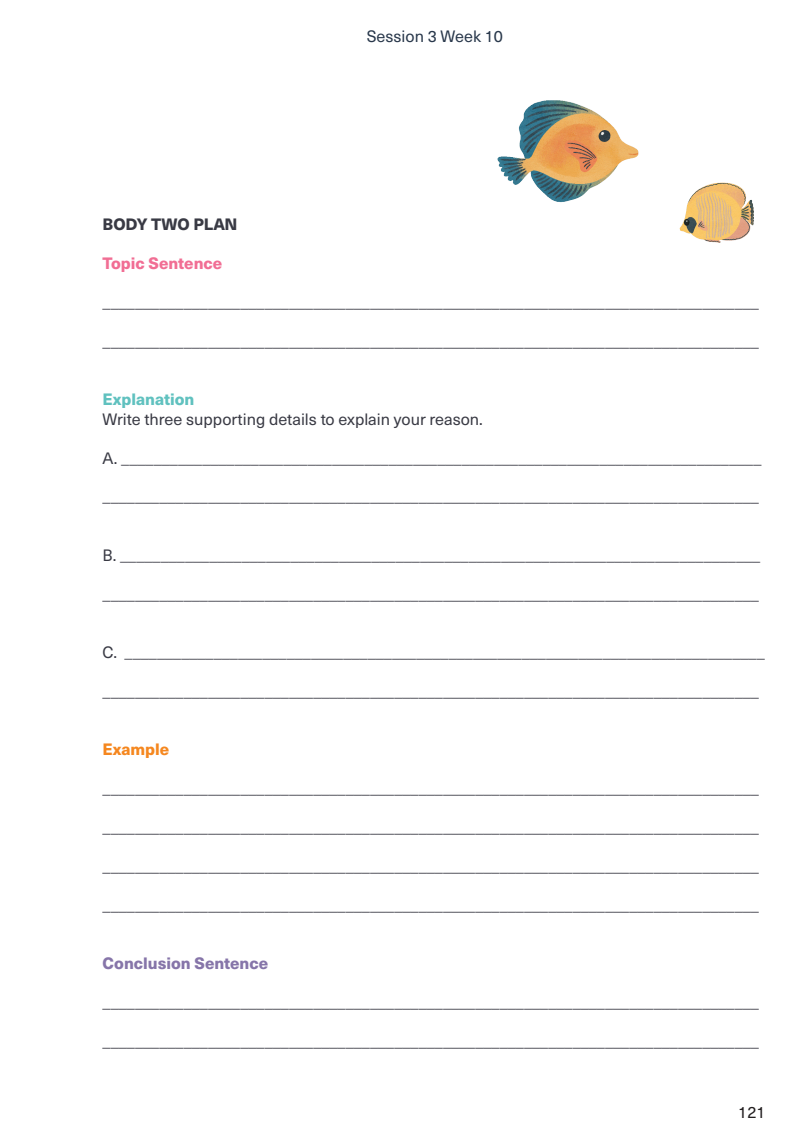 Session 3 Week 10
BODY TWO PLAN
Topic Sentence
Explanation
Write three supporting details to explain your reason.
A.
B.
C.
Example
Conclusion Sentence
121